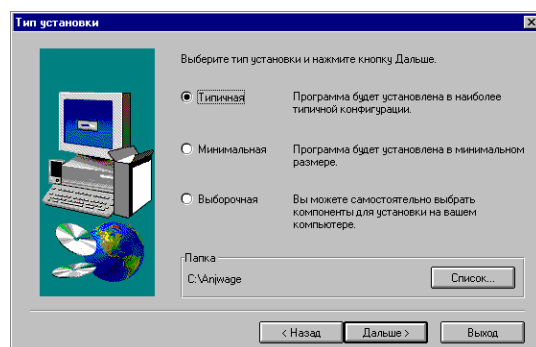 Тип установки
Выберите тип установки и нажмите кнопку Дальше.
Типичная
Программа будет установлена в наиболее
типичной конфигурации.
Минимальная
Программа будет установлена в минимальном
размере.
Выборочная
Вы можете самостоятельно выбрать
компоненты для установки на вашем
компьютере.
Папка
C:\Anjwage
Список...
< Назад
Дальше >
Выход